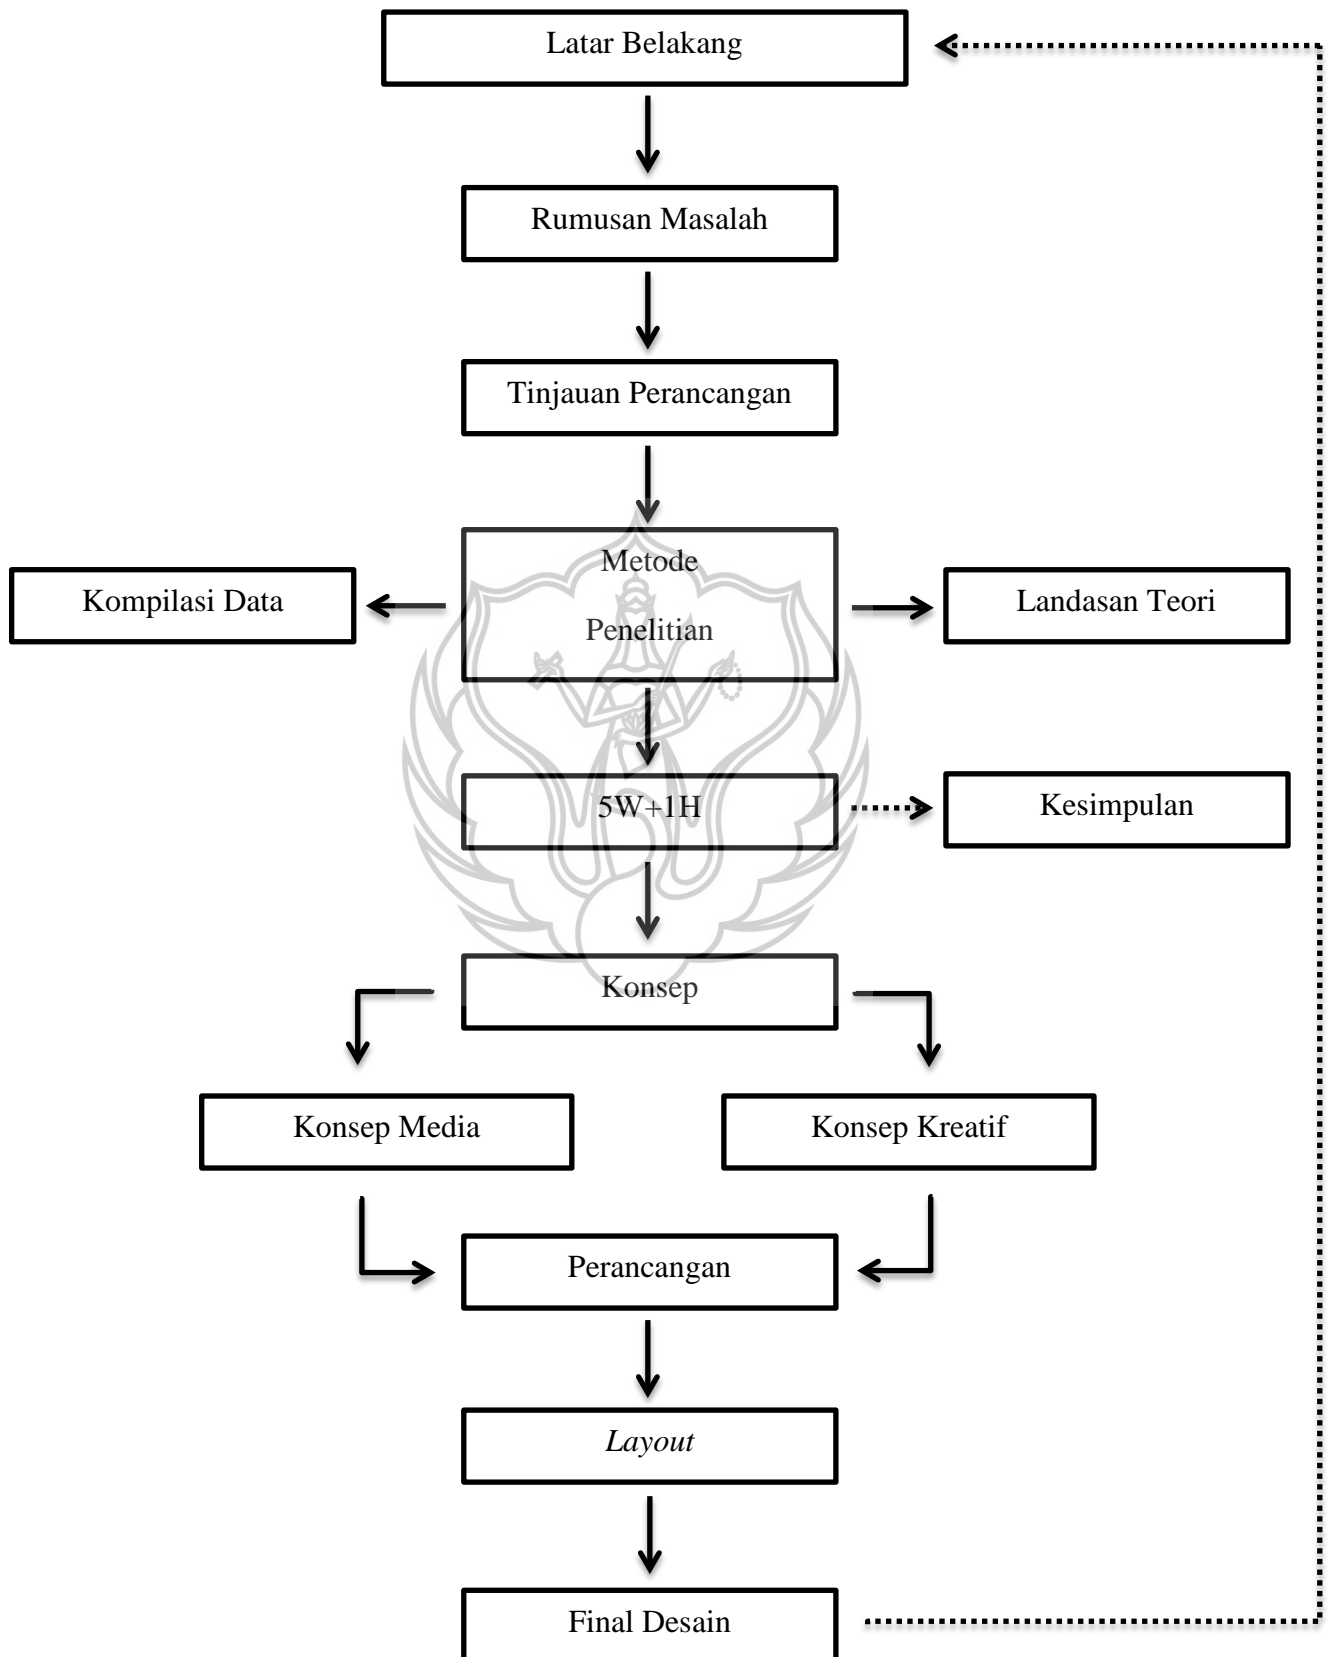 Latar Belakang
Rumusan Masalah
Tinjauan Perancangan
Metode
Penelitian
Kompilasi Data
Landasan Teori
5W+1H
Kesimpulan
Konsep
Konsep Media
Konsep Kreatif
Perancangan
Layout
Final Desain